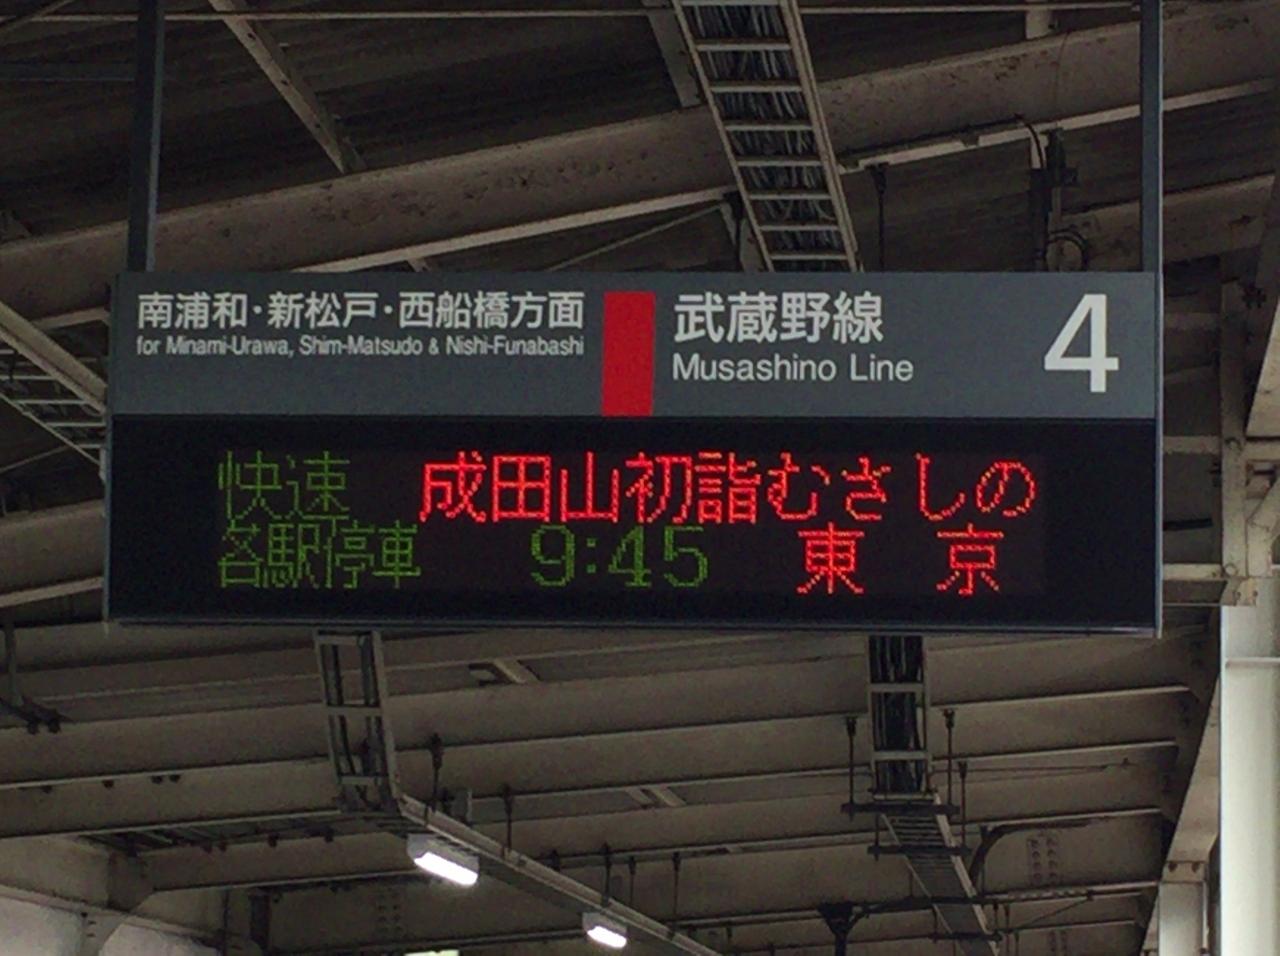 南浦和・新松戸・西船橋方面
for Minami-Urawa, Shim-Matsudo & Nishi-Funabashi
武蔵野線
Musashino Line
4
快速 成田山初詣むさしの
各駅停車 9:45 東京